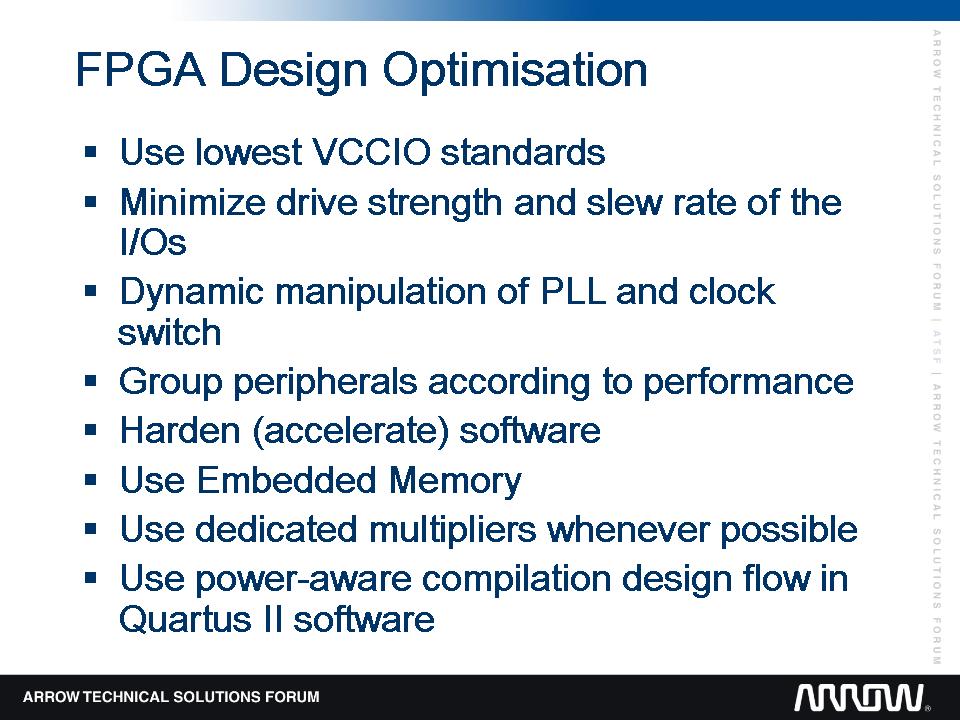 FPGA Design Optimisation
▪ Use lowest VCCIO standards
▪ Minimize drive strength and slew rate of the
I/Os
▪ Dynamic manipulation of PLL and clock
switch
▪ Group peripherals according to performance
▪ Harden (accelerate) software
▪ Use Embedded Memory
▪ Use dedicated multipliers whenever possible
▪ Use power-aware compilation design flow in
Quartus II software
ARROW TECHNICAL SOLUTIONS FORUM | ATSF | ARROW TECHNICAL SOLUTIONS FORUM
ARROW TECHNICAL SOLUTIONS FORUM
ARROW®